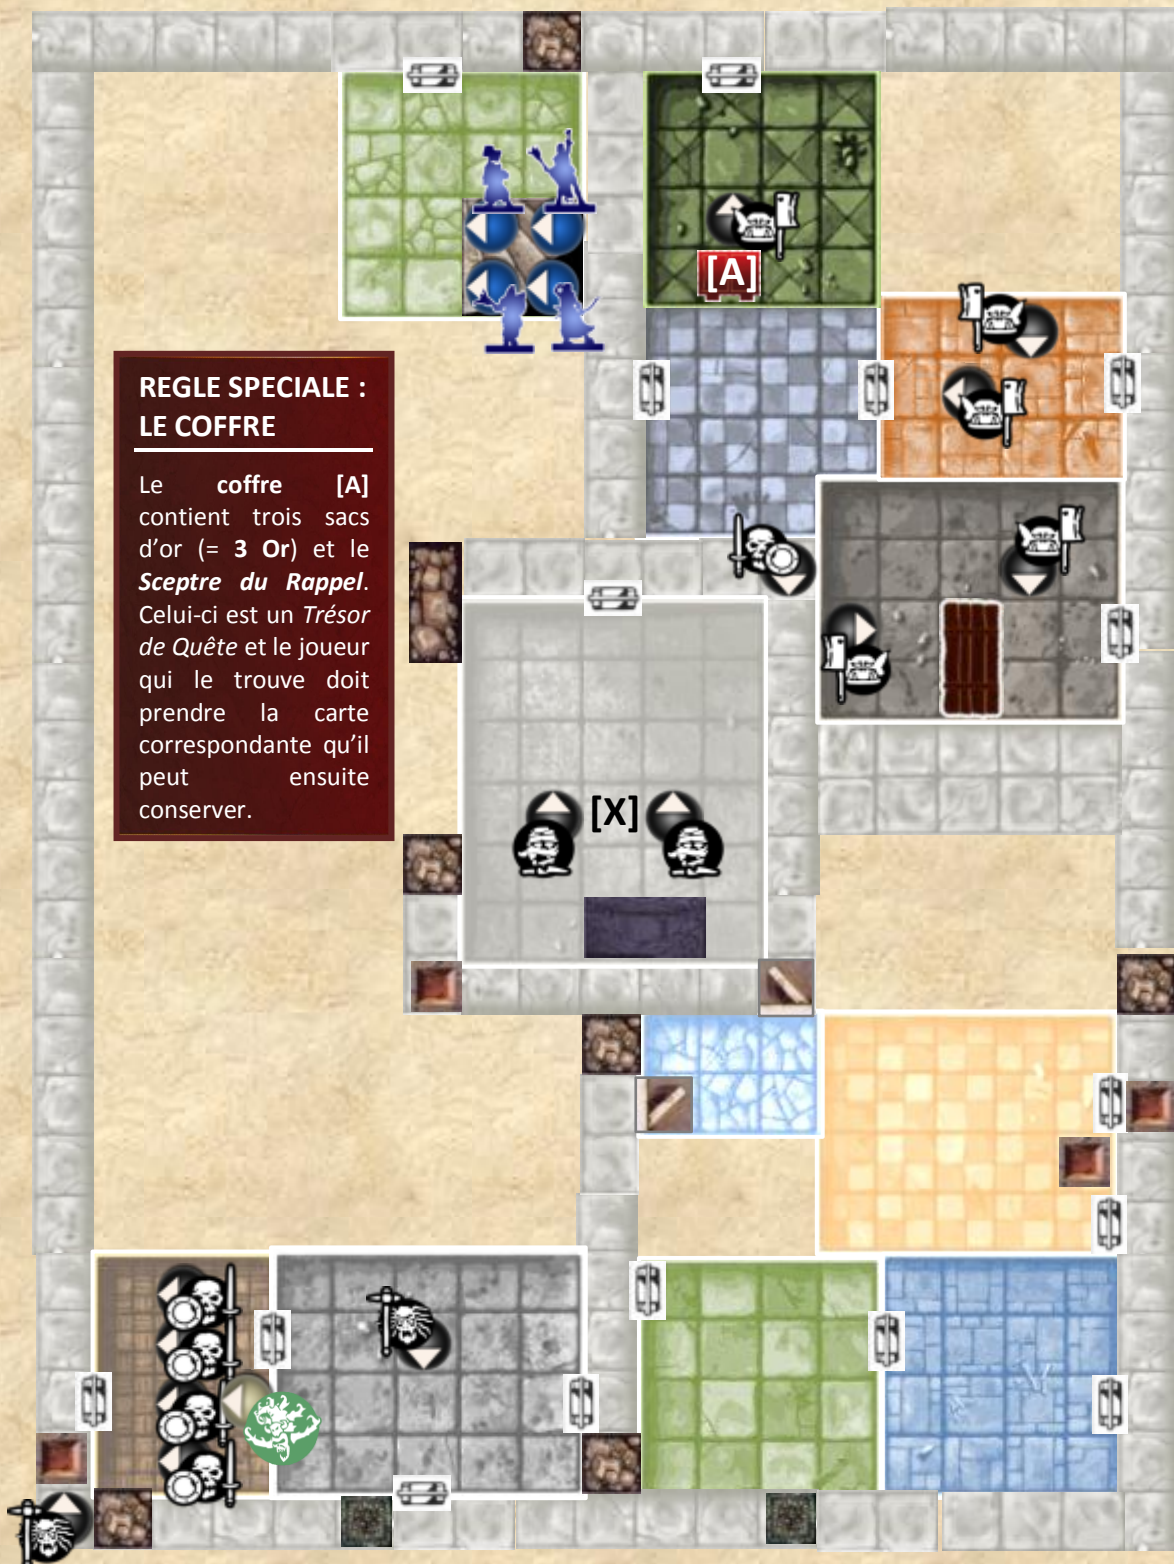 [A]
REGLE SPECIALE :
LE COFFRE
Le coffre [A]
contient trois sacs
d’or (= 3 Or) et le
Sceptre du Rappel.
Celui-ci est un Trésor
de Quête et le joueur
qui le trouve doit
prendre la carte
correspondante qu’il
peut ensuite
conserver.
[X]